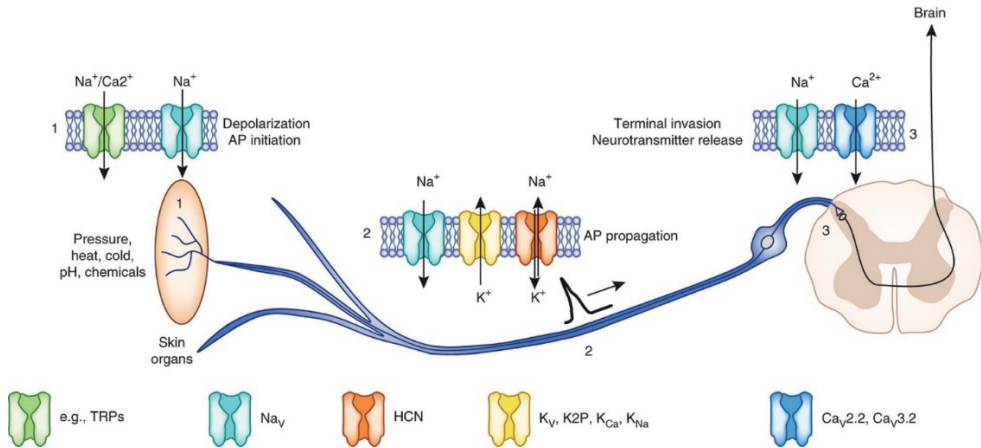 Brain
Na⁺/Ca2⁺
Na⁺
1
Depolarization
AP initiation
Na⁺
Ca²⁺
Terminal invasion
Neurotransmitter release
3
1
Pressure,
heat, cold,
pH, chemicals
Skin
organs
Na⁺
Na⁺
2
AP propagation
K⁺
K⁺
2
3
e.g., TRPs
Naᵥ
HCN
Kᵥ, K2P, K_Ca, K_Na
Caᵥ2.2, Caᵥ3.2